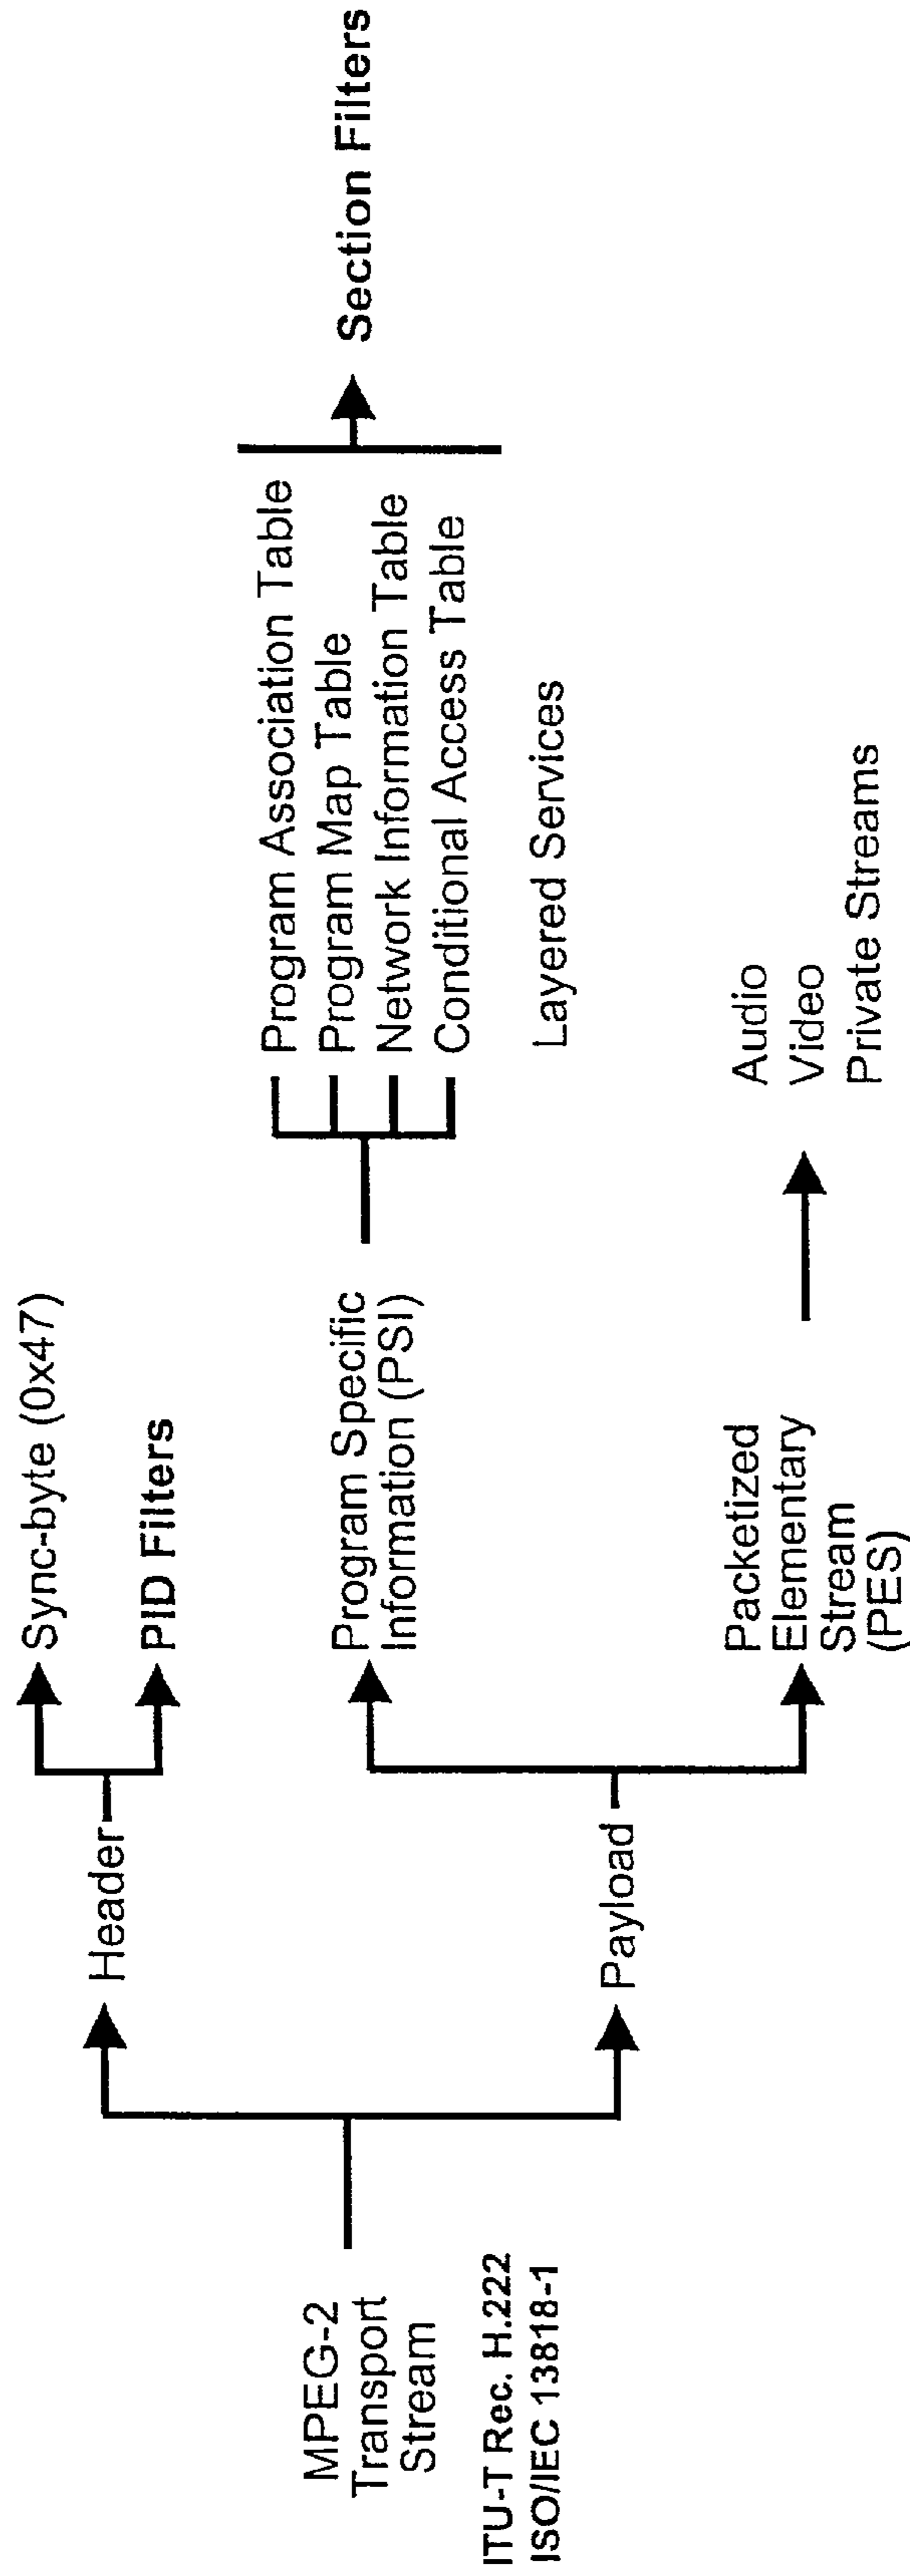 MPEG-2
Transport
Stream
ITU-T Rec. H.222
ISO/IEC 13818-1
Header
Sync-byte (0x47)
PID Filters
Payload
Program Specific
Information (PSI)
Program Association Table
Program Map Table
Network Information Table
Conditional Access Table
Section Filters
Layered Services
Packetized
Elementary
Stream
(PES)
Audio
Video
Private Streams